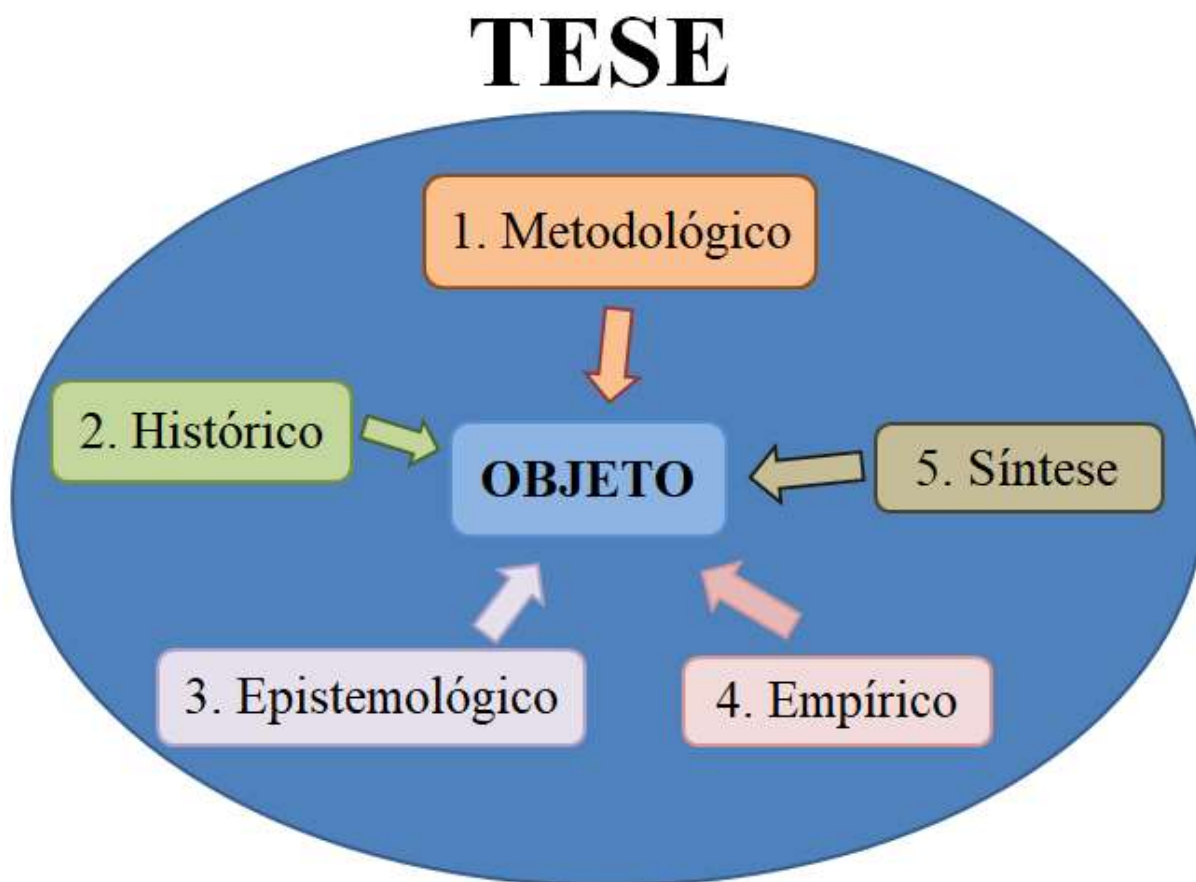 TESE
1. Metodológico
2. Histórico
OBJETO
5. Síntese
3. Epistemológico
4. Empírico